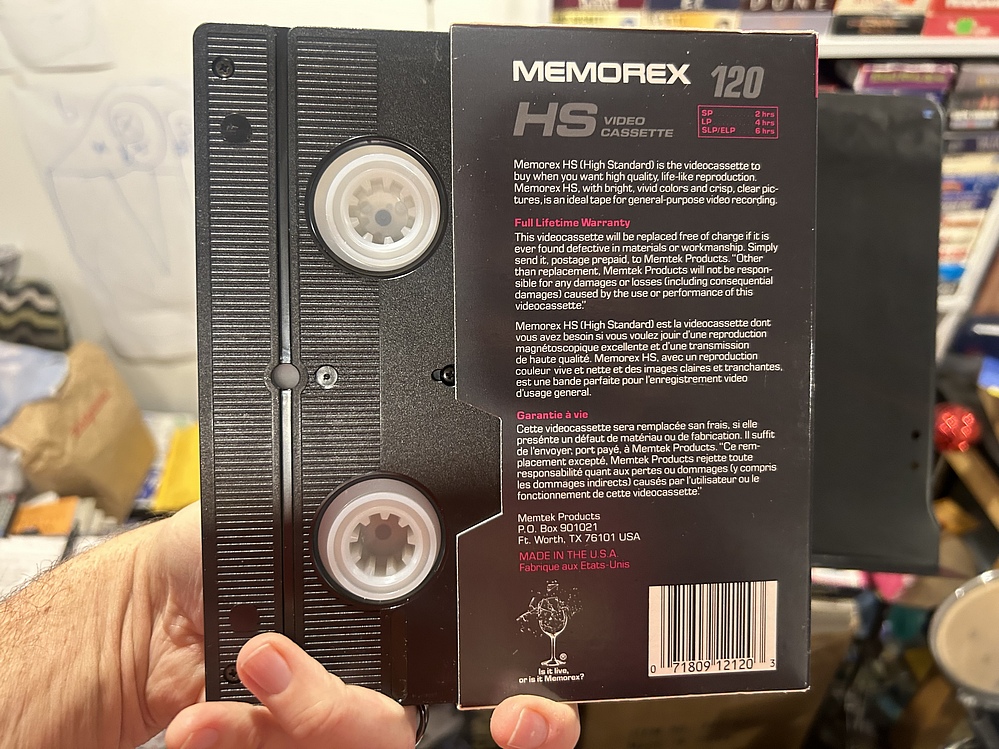 DUNE
MEMOREX 120
HS VIDEO
CASSETTE
SP 2 hrs
LP 4 hrs
SLP/ELP 6 hrs
Memorex HS (High Standard) is the videocassette to
buy when you want high quality, life-like reproduction.
Memorex HS, with bright, vivid colors and crisp, clear pic-
tures, is an ideal tape for general-purpose video recording.
Full Lifetime Warranty
This videocassette will be replaced free of charge if it is
ever found defective in materials or workmanship. Simply
send it, postage prepaid, to Memtek Products. "Other
than replacement, Memtek Products will not be respon-
sible for any damages or losses (including consequential
damages) caused by the use or performance of this
videocassette."
Memorex HS (High Standard) est la videocassette dont
vous avez besoin si vous voulez jouir d'une reproduction
magnétoscopique excellente et d'une transmission
de haute qualité. Memorex HS, avec un reproduction
couleur vive et nette et des images claires et tranchantes,
est une bande parfaite pour l'enregistrement video
d'usage general.
Garantie à vie
Cette videocassette sera remplacée san frais, si elle
presénte un défaut de matériau ou de fabrication. Il suffit
de l'envoyer, port payé, à Memtek Products. "Ce rem-
placement excepté, Memtek Products rejette toute
responsabilité quant aux pertes ou dommages (y compris
les dommages indirects) causés par l'utilisateur ou le
fonctionnement de cette videocassette."
Memtek Products
P.O. Box 901021
Ft. Worth, TX 76101 USA
MADE IN THE U.S.A.
Fabrique aux Etats-Unis
®
Is it live,
or is it Memorex?
0 71809 12120 3